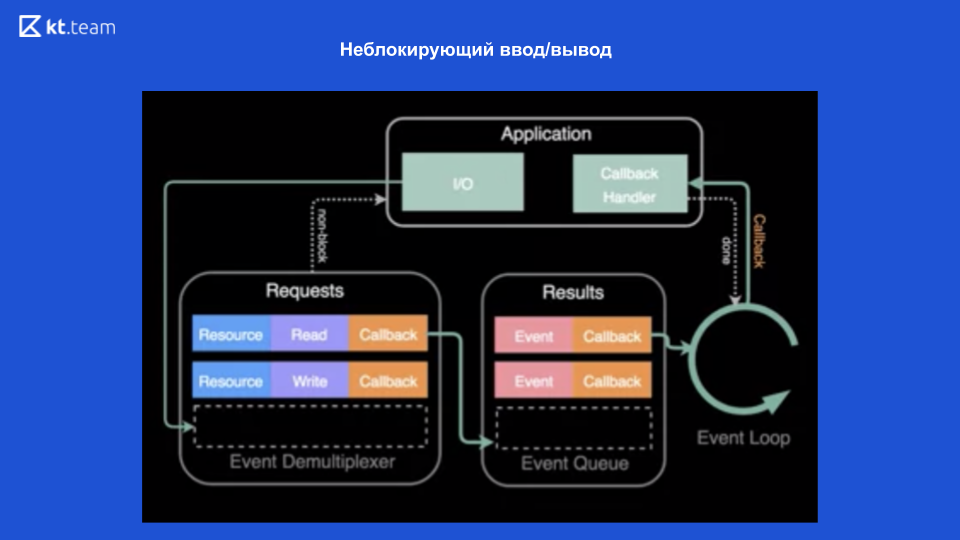 kt.team
Неблокирующий ввод/вывод
Application
I/O
Callback
Handler
non-block
done
Callback
Requests
Resource Read Callback
Resource Write Callback
Event Demultiplexer
Results
Event Callback
Event Callback
Event Queue
Event Loop